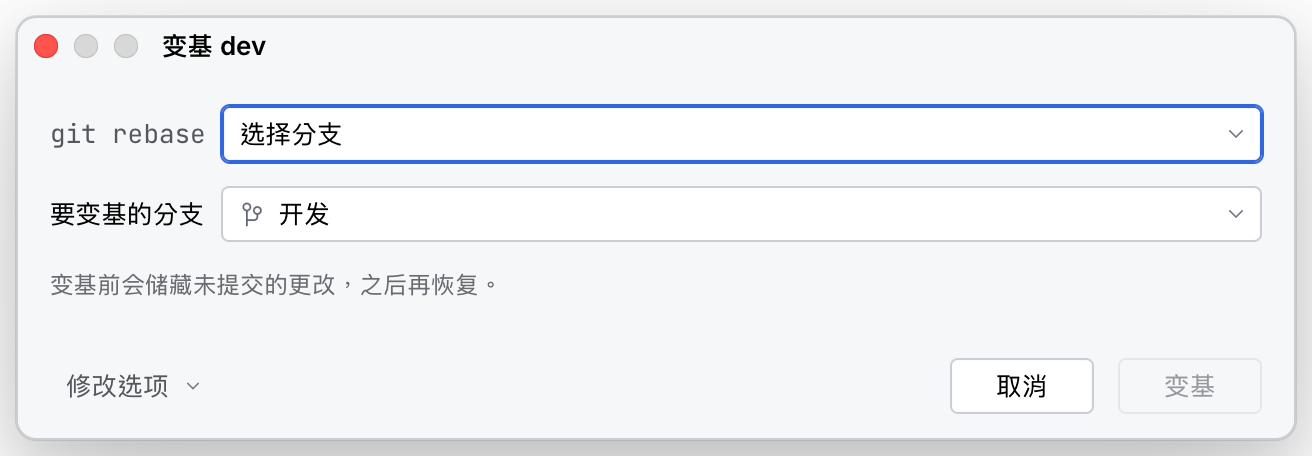 变基 dev
git rebase 选择分支
要变基的分支 开发
变基前会储藏未提交的更改，之后再恢复。
修改选项 取消 变基